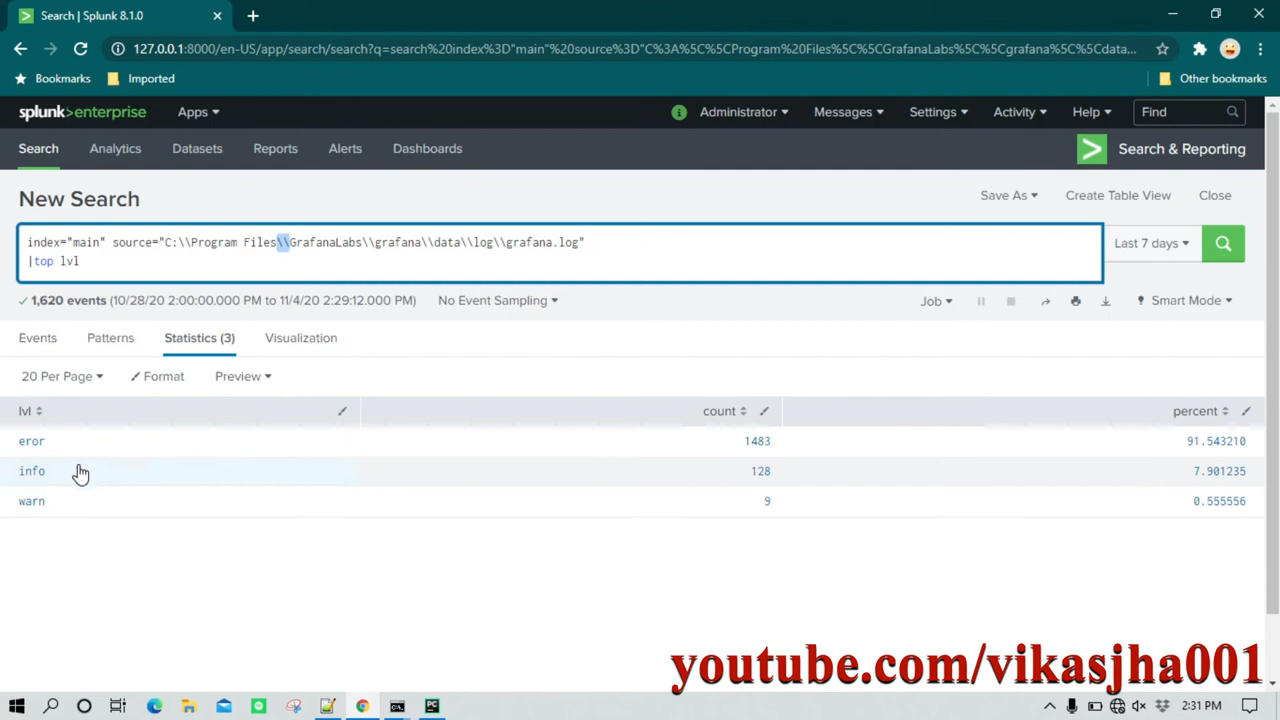 Search | Splunk 8.1.0
127.0.0.1:8000/en-US/app/search/search?q=search%20index%3D"main"%20source%3D"C%3A%5C%5CProgram%20Files%5C%5CGrafanaLabs%5C%5Cgrafana%5C%5Cdata...
Bookmarks Imported Other bookmarks
splunk>enterprise Apps Administrator Messages Settings Activity Help Find
Search Analytics Datasets Reports Alerts Dashboards Search & Reporting
New Search Save As Create Table View Close
index="main" source="C:\\Program Files\\GrafanaLabs\\grafana\\data\\log\\grafana.log" Last 7 days
|top lvl
1,620 events (10/28/20 2:00:00.000 PM to 11/4/20 2:29:12.000 PM) No Event Sampling Job Smart Mode
Events Patterns Statistics (3) Visualization
20 Per Page Format Preview
lvl count percent
eror 1483 91.543210
info 128 7.901235
warn 9 0.555556
youtube.com/vikasjha001
PC 2:31 PM